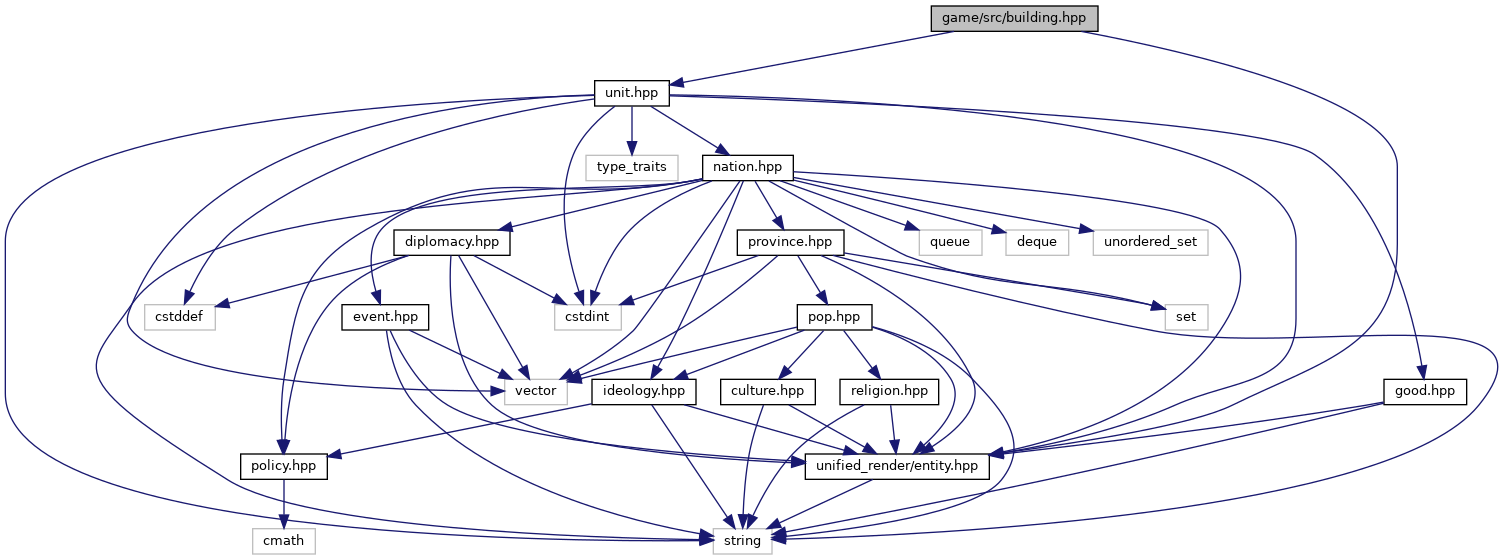 game/src/building.hpp
unit.hpp
type_traits
nation.hpp
diplomacy.hpp
province.hpp
queue
deque
unordered_set
cstddef
event.hpp
cstdint
pop.hpp
set
vector
ideology.hpp
culture.hpp
religion.hpp
good.hpp
policy.hpp
unified_render/entity.hpp
cmath
string